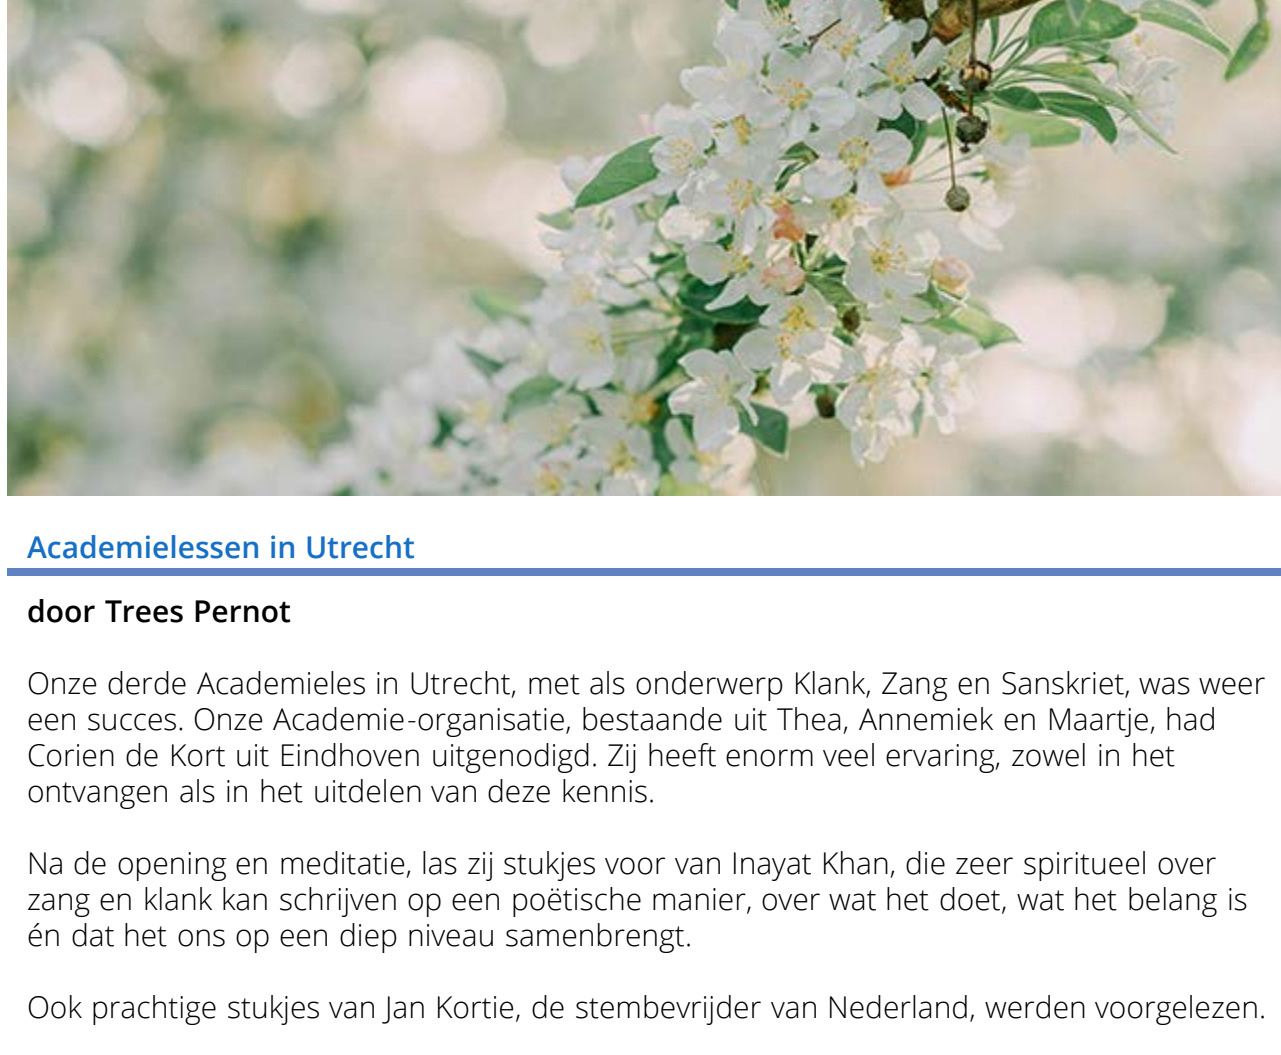 Academielessen in Utrecht
door Trees Pernot
Onze derde Academieles in Utrecht, met als onderwerp Klank, Zang en Sanskriet, was weer
een succes. Onze Academie-organisatie, bestaande uit Thea, Annemiek en Maartje, had
Corien de Kort uit Eindhoven uitgenodigd. Zij heeft enorm veel ervaring, zowel in het
ontvangen als in het uitdelen van deze kennis.
Na de opening en meditatie, las zij stukjes voor van Inayat Khan, die zeer spiritueel over
zang en klank kan schrijven op een poëtische manier, over wat het doet, wat het belang is
én dat het ons op een diep niveau samenbrengt.
Ook prachtige stukjes van Jan Kortie, de stembevrijder van Nederland, werden voorgelezen.